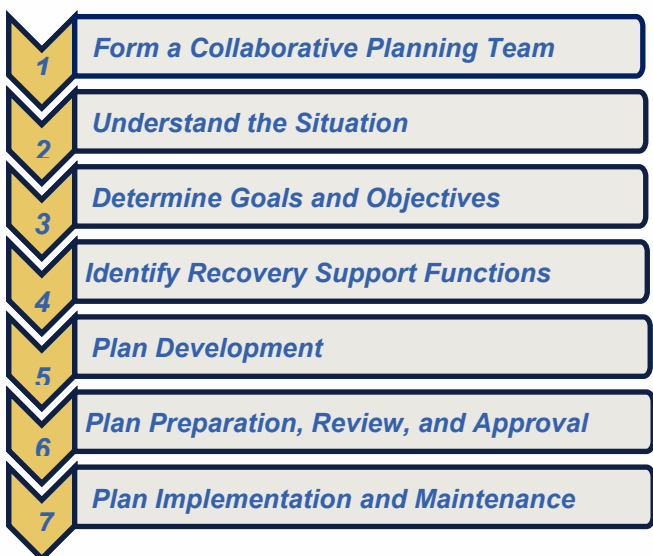 1 Form a Collaborative Planning Team
2 Understand the Situation
3 Determine Goals and Objectives
4 Identify Recovery Support Functions
5 Plan Development
6 Plan Preparation, Review, and Approval
7 Plan Implementation and Maintenance